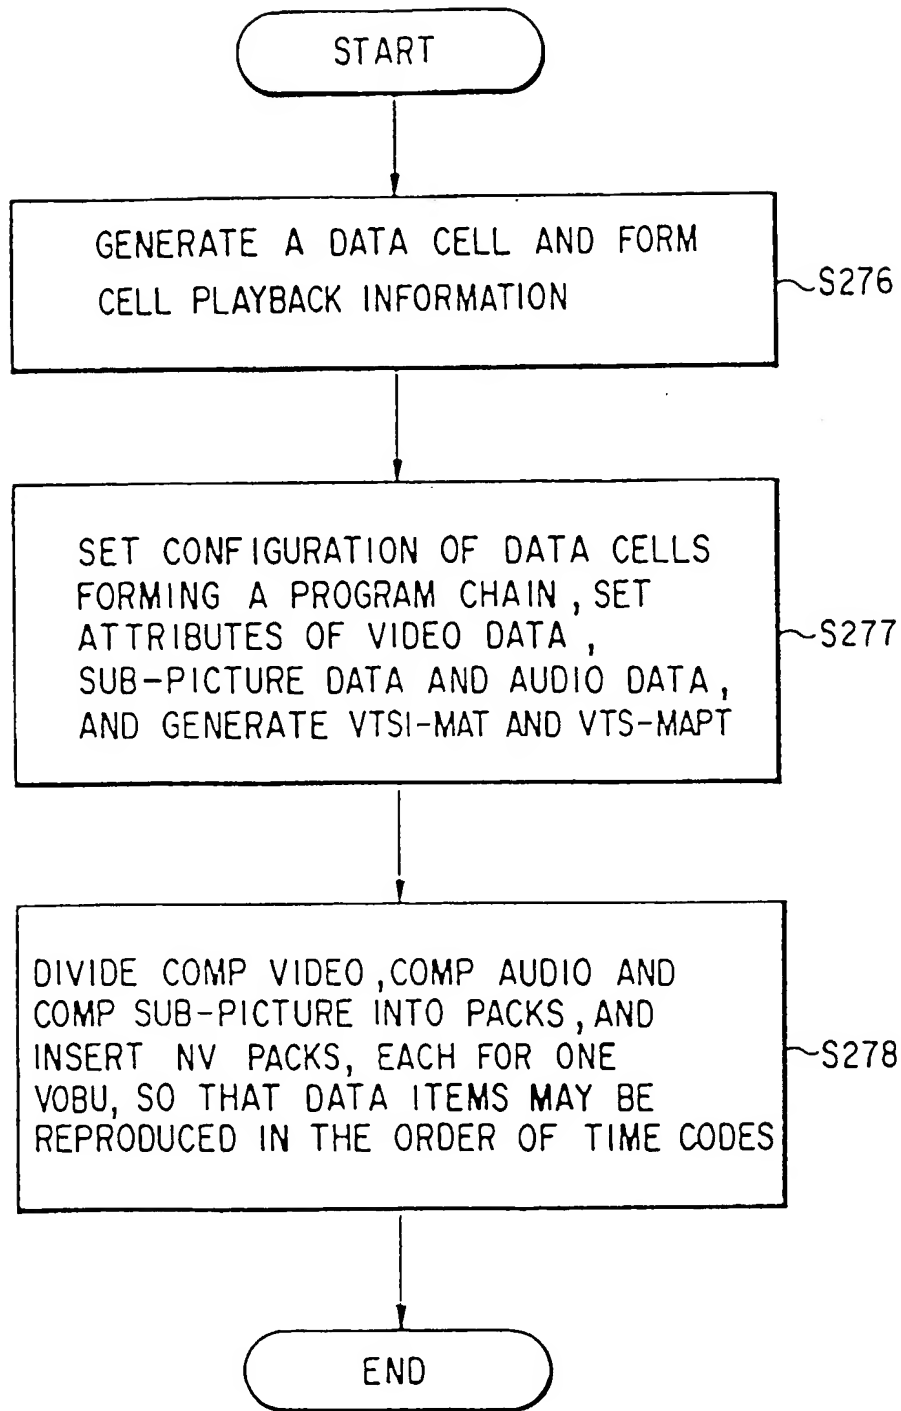 START
GENERATE A DATA CELL AND FORM
CELL PLAYBACK INFORMATION
S276
SET CONFIGURATION OF DATA CELLS
FORMING A PROGRAM CHAIN, SET
ATTRIBUTES OF VIDEO DATA,
SUB-PICTURE DATA AND AUDIO DATA,
AND GENERATE VTSI-MAT AND VTS-MAPT
S277
DIVIDE COMP VIDEO, COMP AUDIO AND
COMP SUB-PICTURE INTO PACKS, AND
INSERT NV PACKS, EACH FOR ONE
VOBU, SO THAT DATA ITEMS MAY BE
REPRODUCED IN THE ORDER OF TIME CODES
S278
END